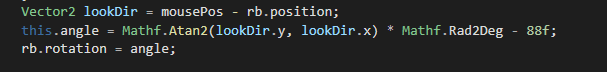 Vector2 lookDir = mousePos - rb.position;
this.angle = Mathf.Atan2(lookDir.y, lookDir.x) * Mathf.Rad2Deg - 88f;
rb.rotation = angle;